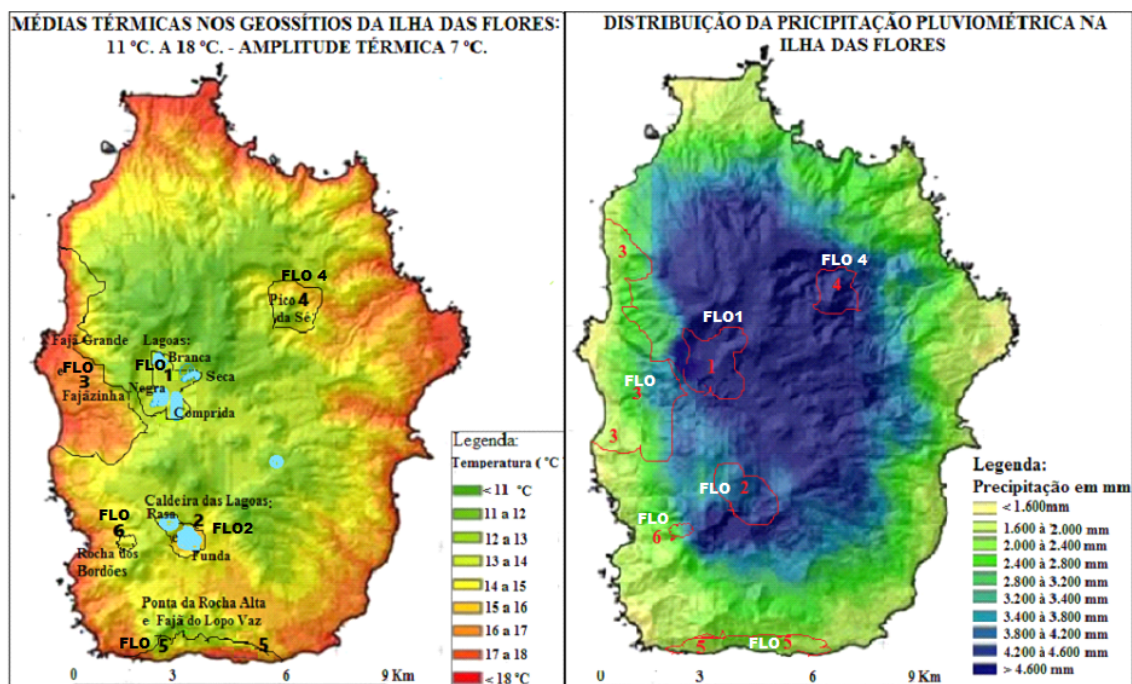 MÉDIAS TÉRMICAS NOS GEOSSÍTIOS DA ILHA DAS FLORES:
11 ºC. A 18 ºC. - AMPLITUDE TÉRMICA 7 ºC.
FLO 4
Pico 4
da Sé
Fajã Grande
e
FLO
3
Fajãzinha
Lagoas:
Branca
FLO
1
Seca
Negra
Comprida
Caldeira das Lagoas:
Rasa
2
FLO2
e
Funda
FLO
6
Rocha dos
Bordões
Ponta da Rocha Alta
e Fajã do Lopo Vaz
FLO
5
5
Legenda:
Temperatura ( ºC
< 11 ºC
11 a 12
12 a 13
13 a 14
14 a 15
15 a 16
16 a 17
17 a 18
< 18 ºC
0 3 6 9 Km
DISTRIBUIÇÃO DA PRICIPITAÇÃO PLUVIOMÉTRICA NA
ILHA DAS FLORES
3
FLO 4
4
FLO1
1
FLO
3
3
FLO
2
FLO
6
5
FLO
5
Legenda:
Precipitação em mm
< 1.600mm
1.600 à 2.000 mm
2.000 à 2.400 mm
2.400 à 2.800 mm
2.800 à 3.200 mm
3.200 à 3.400 mm
3.400 à 3.800 mm
3.800 à 4.200 mm
4.200 à 4.600 mm
> 4.600 mm
0 3 6 9 Km